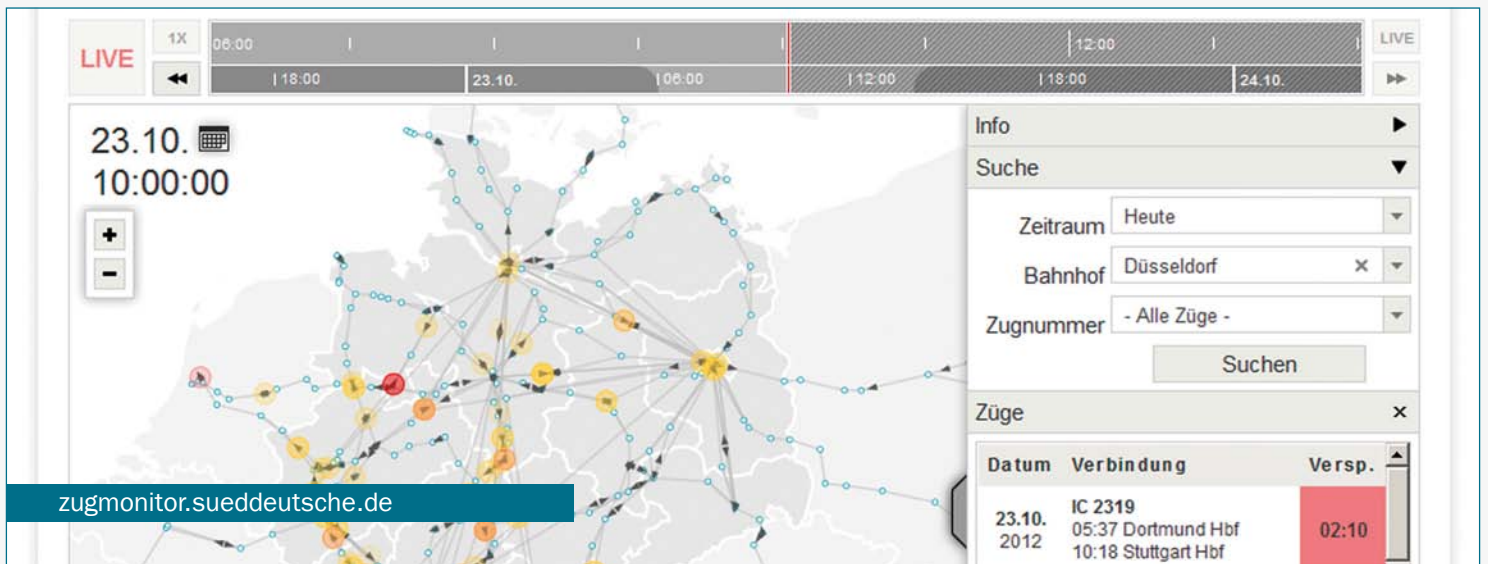 LIVE
1X
06:00
12:00
LIVE
18:00
23.10.
06:00
12:00
18:00
24.10.
23.10.
10:00:00
+
-
Info
Suche
Zeitraum Heute
Bahnhof Düsseldorf
Zugnummer - Alle Züge -
Suchen
Züge
Datum Verbindung Versp.
23.10.
2012
IC 2319
05:37 Dortmund Hbf
10:18 Stuttgart Hbf
02:10
zugmonitor.sueddeutsche.de